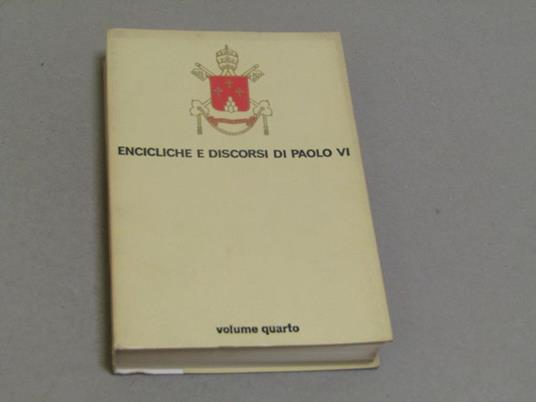 ENCICLICHE E DISCORSI DI PAOLO VI
volume quarto